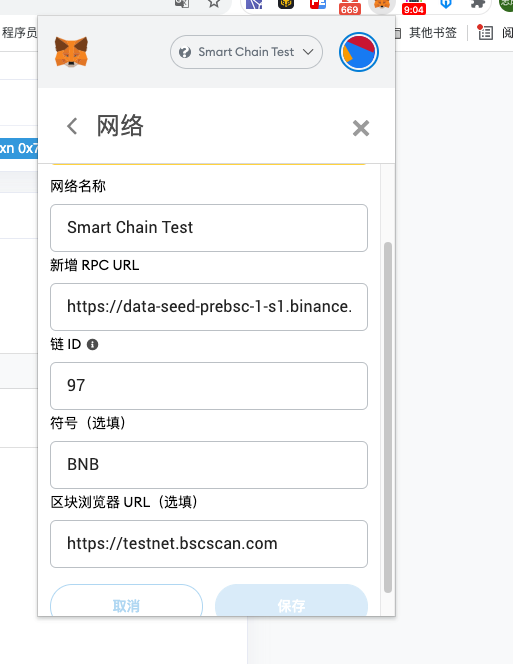 669
9:04
程序员
其他书签
阅
Smart Chain Test
网络
xn 0x7
网络名称
Smart Chain Test
新增 RPC URL
https://data-seed-prebsc-1-s1.binance.
链 ID
97
符号（选填）
BNB
区块浏览器 URL（选填）
https://testnet.bscscan.com
取消
保存